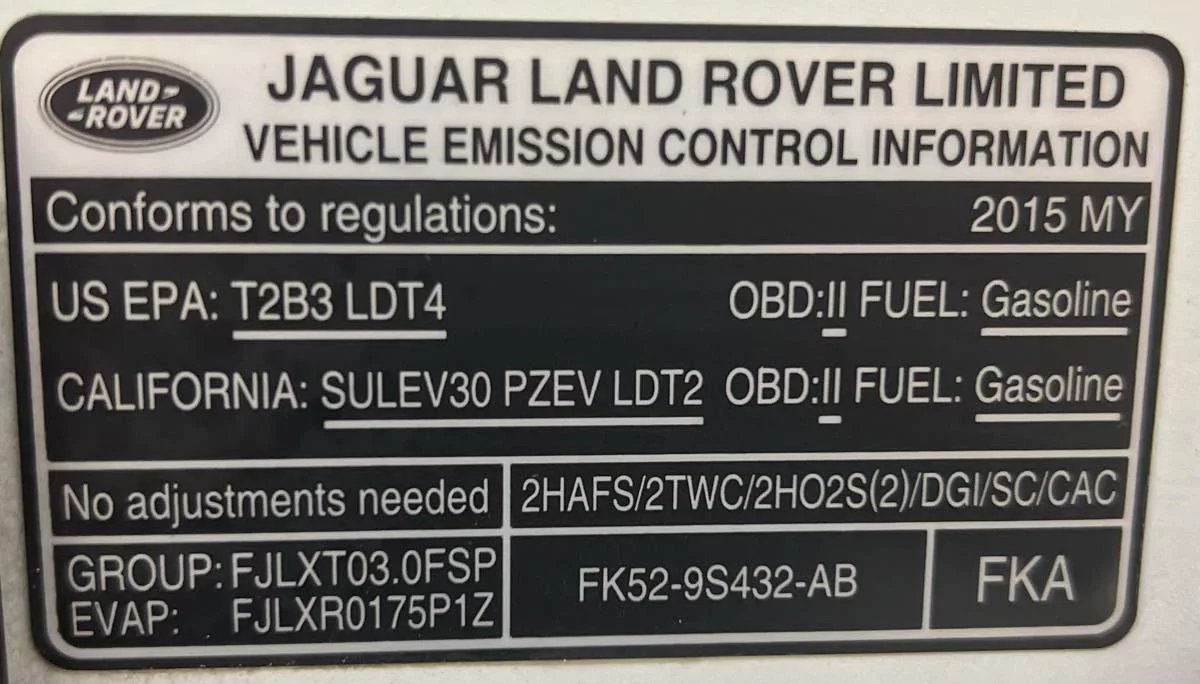 LAND-
-ROVER
JAGUAR LAND ROVER LIMITED
VEHICLE EMISSION CONTROL INFORMATION
Conforms to regulations: 2015 MY
US EPA: T2B3 LDT4 OBD:II FUEL: Gasoline
CALIFORNIA: SULEV30 PZEV LDT2 OBD:II FUEL: Gasoline
No adjustments needed 2HAFS/2TWC/2HO2S(2)/DGI/SC/CAC
GROUP: FJLXT03.0FSP
EVAP: FJLXR0175P1Z
FK52-9S432-AB
FKA